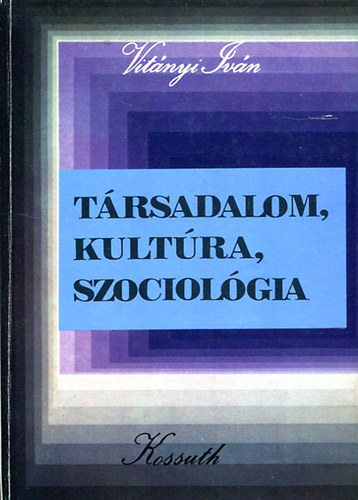 Vitányi Iván
TÁRSADALOM,
KULTÚRA,
SZOCIOLÓGIA
Kossuth